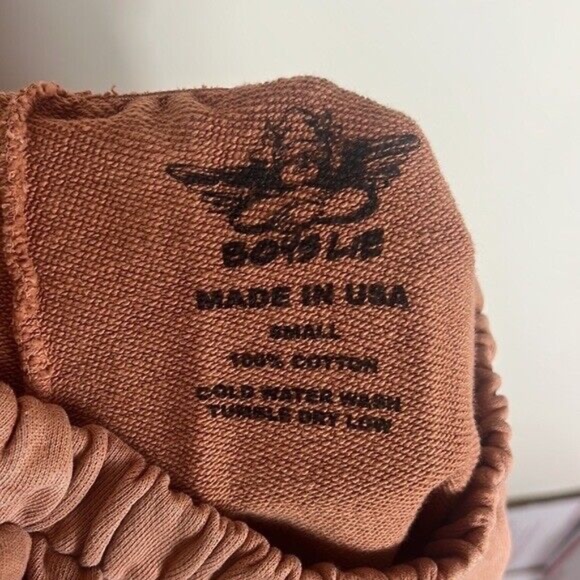 BOYS LIE
MADE IN USA
SMALL
100% COTTON
COLD WATER WASH
TUMBLE DRY LOW